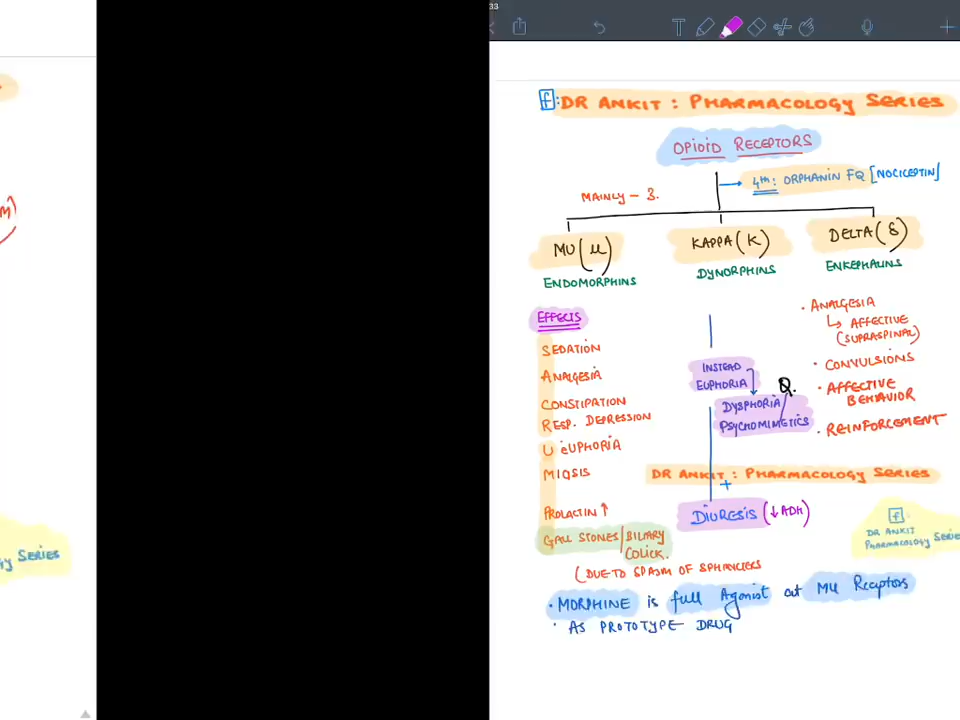 33
T
f: DR ANKIT : PHARMACOLOGY SERIES
OPIOID RECEPTORS
4th: ORPHANIN FQ [NOCICEPTIN]
MAINLY - 3.
MU (μ)
KAPPA (K)
DELTA (δ)
ENDOMORPHINS
DYNORPHINS
ENKEPHALINS
EFFECTS
SEDATION
ANALGESIA
CONSTIPATION
RESP. DEPRESSION
U EUPHORIA
MIOSIS
PROLACTIN ↑
GALL STONES/BILIARY
COLICK.
(DUE TO SPASM OF SPHINCTERS
INSTEAD
EUPHORIA
Q.
DYSPHORIA/
PSYCHOMIMETICS
+
DIURESIS (↓ADH)
· ANALGESIA
↳ AFFECTIVE
(SUPRASPINAL)
· CONVULSIONS
· AFFECTIVE
BEHAVIOR
· REINFORCEMENT
DR ANKIT : PHARMACOLOGY SERIES
f
DR ANKIT
PHARMACOLOGY SERIE
· MORPHINE is full Agonist at MU Receptors
· AS PROTOTYPE DRUG
M)
GY SERIES